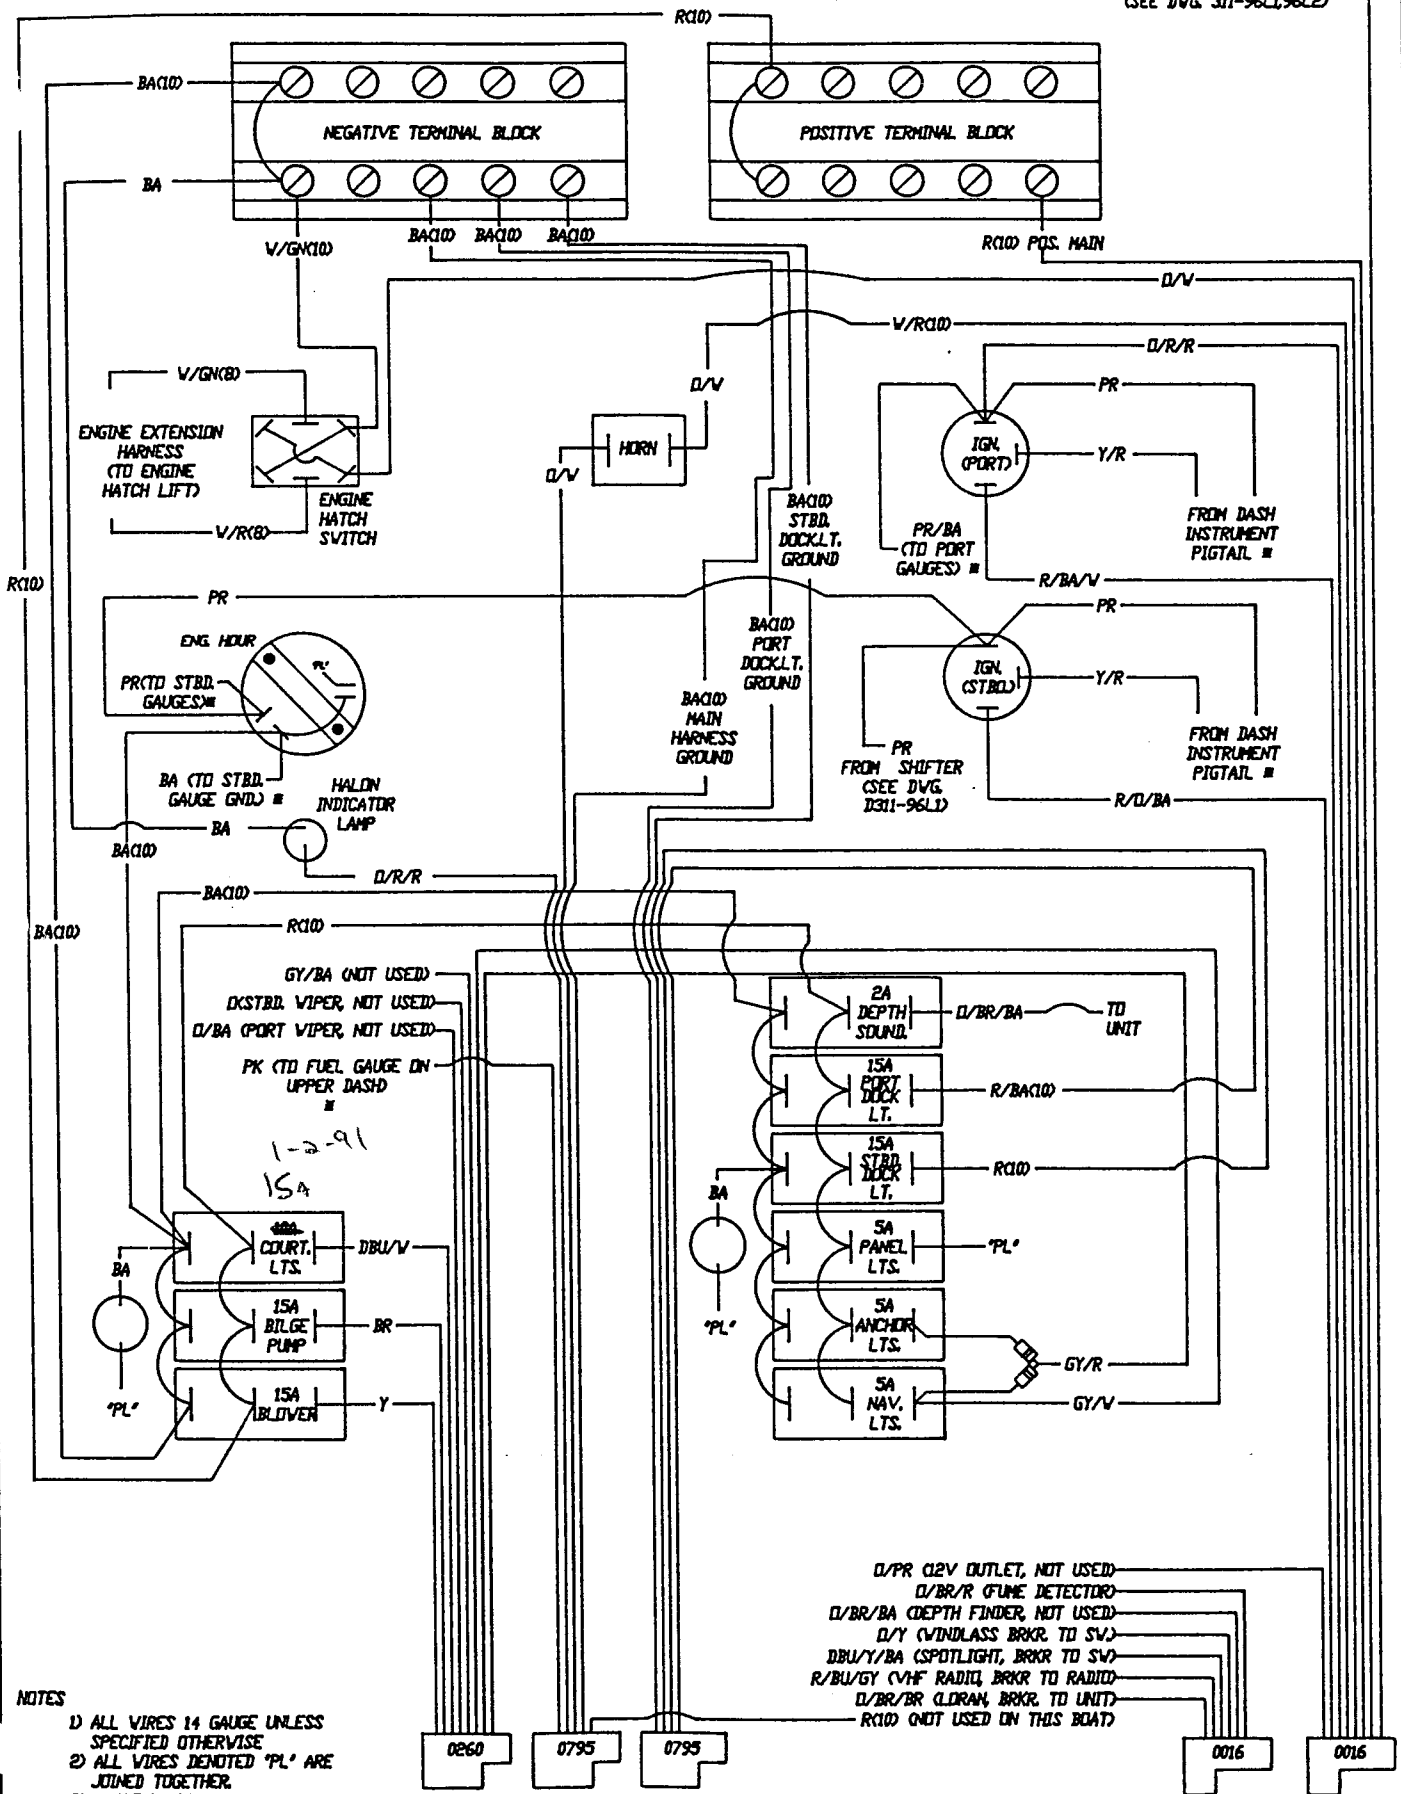 (SEE DWG. 311-96L1,96L2)
R(10)
BA(10)
NEGATIVE TERMINAL BLOCK
POSITIVE TERMINAL BLOCK
BA
W/GN(10)
BA(10)
BA(10)
BA(10)
R(10) POS. MAIN
O/W
W/R(10)
O/R/R
W/GN(8)
O/W
PR
ENGINE EXTENSION
HARNESS
(TO ENGINE
HATCH LIFT)
HORN
IGN.
(PORT)
Y/R
O/W
ENGINE
HATCH
SWITCH
W/R(8)
BA(10)
STBD.
DOCK.LT.
GROUND
PR/BA
(TO PORT
GAUGES) *
FROM DASH
INSTRUMENT
PIGTAIL *
R(10)
R/BA/W
PR
PR
ENG. HOUR
"PL"
BA(10)
PORT
DOCK.LT.
GROUND
IGN.
(STBD.)
Y/R
PR(TO STBD.
GAUGES)*
BA(10)
MAIN
HARNESS
GROUND
PR
FROM SHIFTER
(SEE DWG.
D311-96L1)
FROM DASH
INSTRUMENT
PIGTAIL *
BA (TO STBD.
GAUGE GND.) *
HALON
INDICATOR
LAMP
R/O/BA
BA
BA(10)
O/R/R
BA(10)
R(10)
BA(10)
GY/BA (NOT USED)
O(STBD. WIPER, NOT USED)
O/BA (PORT WIPER, NOT USED)
PK (TO FUEL GAUGE ON
UPPER DASH)
*
2A
DEPTH
SOUND.
O/BR/BA
TO
UNIT
15A
PORT
DOCK
LT.
R/BA(10)
1-2-91
15A
15A
STBD.
DOCK
LT.
R(10)
BA
10A
COURT.
LTS.
DBU/W
5A
PANEL
LTS.
"PL"
BA
15A
BILGE
PUMP
BR
"PL"
5A
ANCHOR
LTS.
GY/R
"PL"
15A
BLOWER
Y
5A
NAV.
LTS.
GY/W
O/PR (12V OUTLET, NOT USED)
O/BR/R (FUME DETECTOR)
O/BR/BA (DEPTH FINDER, NOT USED)
O/Y (WINDLASS BRKR. TO SW.)
DBU/Y/BA (SPOTLIGHT, BRKR TO SW)
R/BU/GY (VHF RADIO, BRKR TO RADIO)
O/BR/BR (LORAN, BRKR. TO UNIT)
R(10) (NOT USED ON THIS BOAT)
NOTES
1) ALL WIRES 14 GAUGE UNLESS
SPECIFIED OTHERWISE
2) ALL WIRES DENOTED "PL" ARE
JOINED TOGETHER.
0260
0795
0795
0016
0016